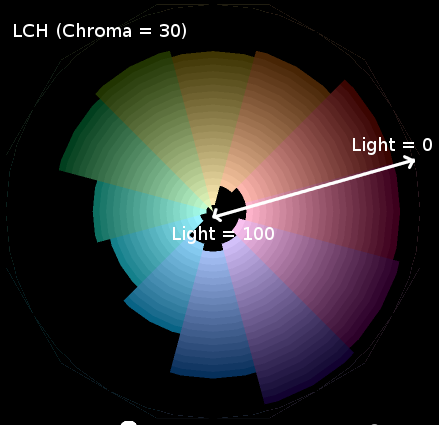 LCH (Chroma = 30)
Light = 0
Light = 100